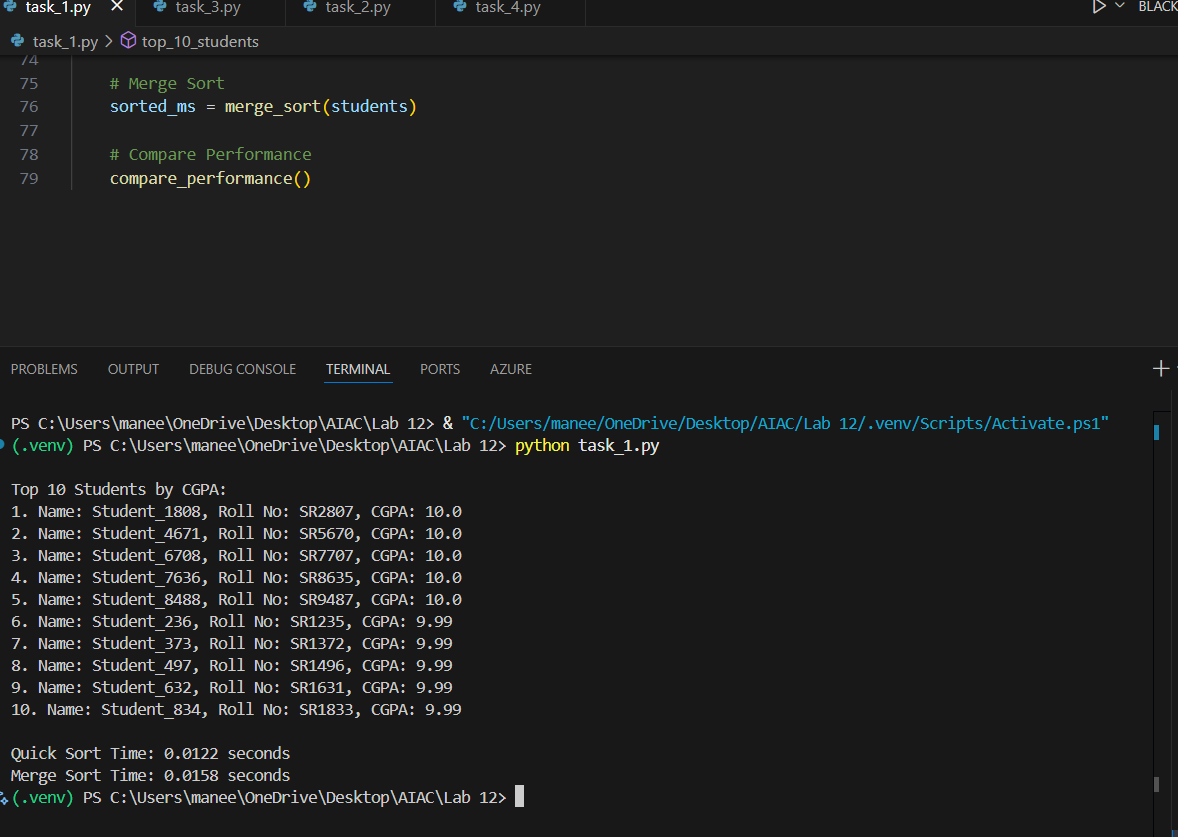 task_1.py task_3.py task_2.py task_4.py BLACK
task_1.py top_10_students
74
75 # Merge Sort
76 sorted_ms = merge_sort(students)
77
78 # Compare Performance
79 compare_performance()
PROBLEMS OUTPUT DEBUG CONSOLE TERMINAL PORTS AZURE
PS C:\Users\manee\OneDrive\Desktop\AIAC\Lab 12> & "C:/Users/manee/OneDrive/Desktop/AIAC/Lab 12/.venv/Scripts/Activate.ps1"
(.venv) PS C:\Users\manee\OneDrive\Desktop\AIAC\Lab 12> python task_1.py
Top 10 Students by CGPA:
1. Name: Student_1808, Roll No: SR2807, CGPA: 10.0
2. Name: Student_4671, Roll No: SR5670, CGPA: 10.0
3. Name: Student_6708, Roll No: SR7707, CGPA: 10.0
4. Name: Student_7636, Roll No: SR8635, CGPA: 10.0
5. Name: Student_8488, Roll No: SR9487, CGPA: 10.0
6. Name: Student_236, Roll No: SR1235, CGPA: 9.99
7. Name: Student_373, Roll No: SR1372, CGPA: 9.99
8. Name: Student_497, Roll No: SR1496, CGPA: 9.99
9. Name: Student_632, Roll No: SR1631, CGPA: 9.99
10. Name: Student_834, Roll No: SR1833, CGPA: 9.99
Quick Sort Time: 0.0122 seconds
Merge Sort Time: 0.0158 seconds
(.venv) PS C:\Users\manee\OneDrive\Desktop\AIAC\Lab 12>